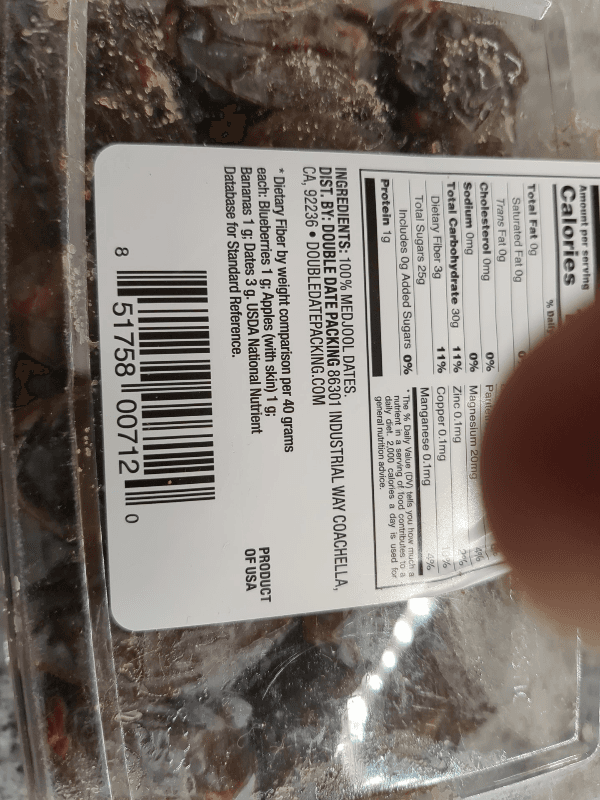 Amount per serving
Calories
% Daily
Total Fat 0g
Saturated Fat 0g
Trans Fat 0g
Cholesterol 0mg 0%
Sodium 0mg 0%
Total Carbohydrate 30g 11%
Dietary Fiber 3g 11%
Total Sugars 25g
Includes 0g Added Sugars 0%
Protein 1g
Magnesium 20mg 4%
Zinc 0.1mg
Copper 0.1mg
Manganese 0.1mg 4%
* The % Daily Value (DV) tells you how much a
nutrient in a serving of food contributes to a
daily diet. 2,000 calories a day is used for
general nutrition advice.
INGREDIENTS: 100% MEDJOOL DATES.
DIST. BY: DOUBLE DATE PACKING 86301 INDUSTRIAL WAY COACHELLA,
CA, 92236 • DOUBLEDATEPACKING.COM
* Dietary Fiber by weight comparison per 40 grams
each: Blueberries 1 g; Apples (with skin) 1 g;
Bananas 1 g; Dates 3 g. USDA National Nutrient
Database for Standard Reference.
PRODUCT
OF USA
8 51758 00712 0